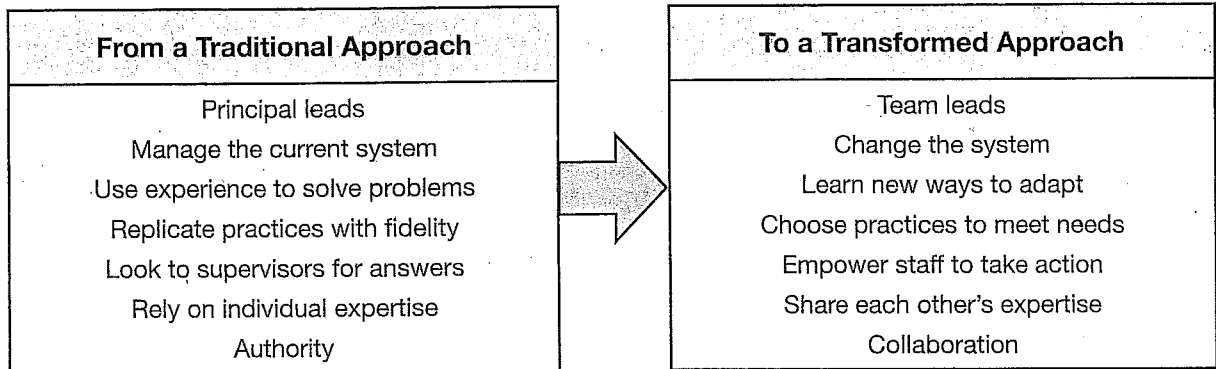 From a Traditional Approach
Principal leads
Manage the current system
Use experience to solve problems
Replicate practices with fidelity
Look to supervisors for answers
Rely on individual expertise
Authority
To a Transformed Approach
Team leads
Change the system
Learn new ways to adapt
Choose practices to meet needs
Empower staff to take action
Share each other's expertise
Collaboration